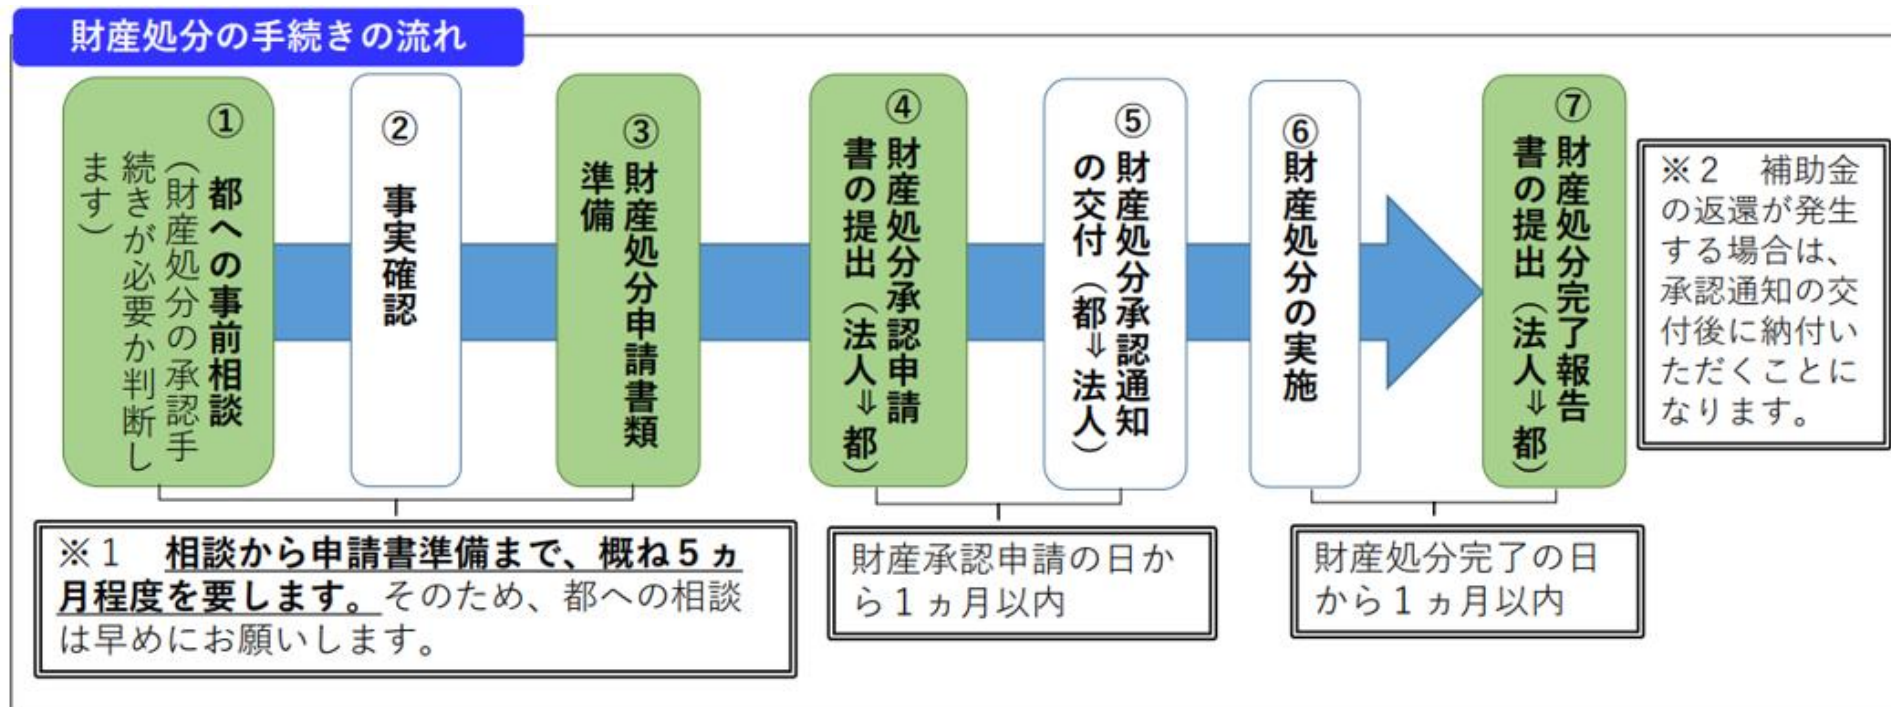 財産処分の手続きの流れ
① 都への事前相談
（財産処分の承認手
続きが必要か判断し
ます）
② 事実確認
③ 財産処分申請書類
準備
④ 財産処分承認申請
書の提出（法人⇒都）
⑤ 財産処分承認通知
の交付（都⇒法人）
⑥ 財産処分の実施
⑦ 財産処分完了報告
書の提出（法人⇒都）
※２　補助金
の返還が発生
する場合は、
承認通知の交
付後に納付い
ただくことに
なります。
※１　相談から申請書準備まで、概ね５ヵ
月程度を要します。そのため、都への相談
は早めにお願いします。
財産承認申請の日か
ら１ヵ月以内
財産処分完了の日
から１ヵ月以内